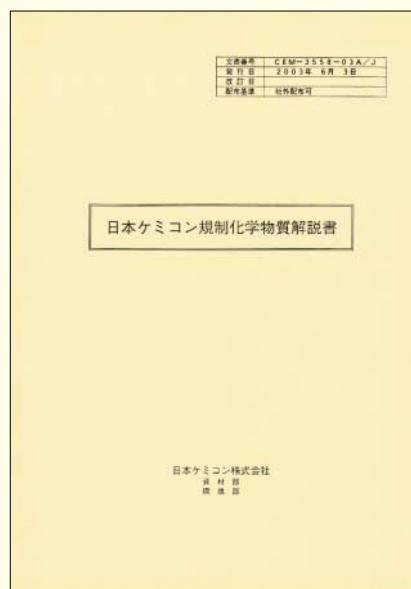 文書番号 CEM-3558-03A/J
発行日 2003年 6月 3日
改訂日
配布基準 社外配布可
日本ケミコン規制化学物質解説書
日本ケミコン株式会社
資材部
環境部